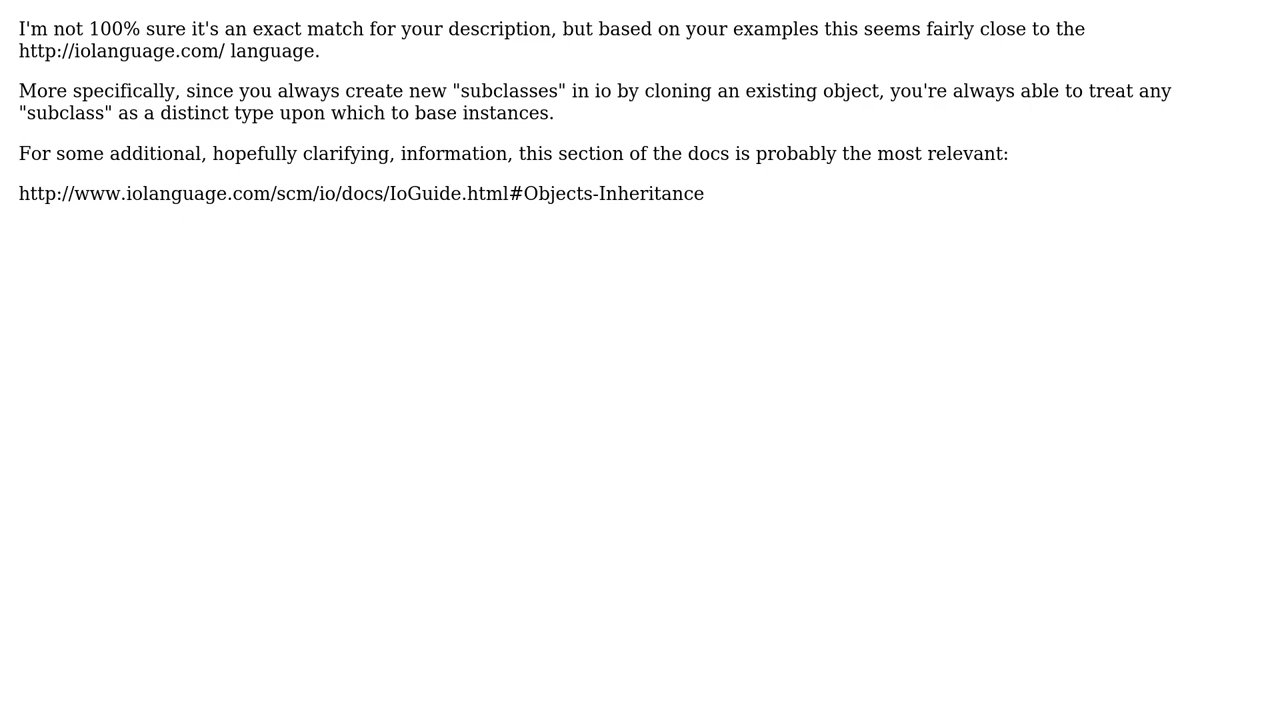 I'm not 100% sure it's an exact match for your description, but based on your examples this seems fairly close to the
http://iolanguage.com/ language.
More specifically, since you always create new "subclasses" in io by cloning an existing object, you're always able to treat any
"subclass" as a distinct type upon which to base instances.
For some additional, hopefully clarifying, information, this section of the docs is probably the most relevant:
http://www.iolanguage.com/scm/io/docs/IoGuide.html#Objects-Inheritance